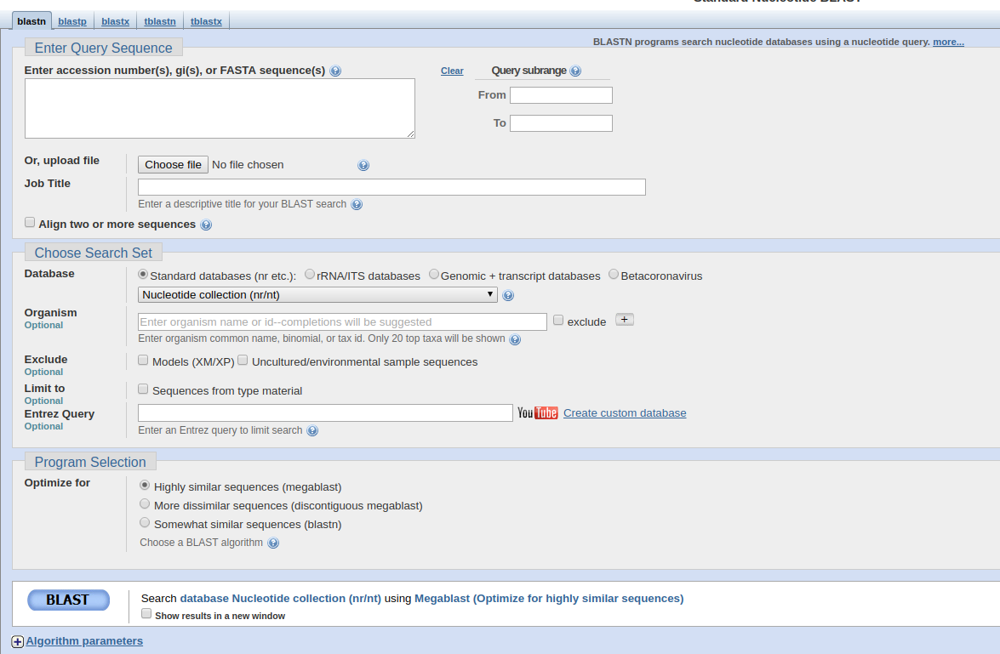 Standard Nucleotide BLAST
blastn blastp blastx tblastn tblastx
BLASTN programs search nucleotide databases using a nucleotide query. more...
Enter Query Sequence
Enter accession number(s), gi(s), or FASTA sequence(s) Clear Query subrange
From
To
Or, upload file Choose file No file chosen
Job Title
Enter a descriptive title for your BLAST search
Align two or more sequences
Choose Search Set
Database Standard databases (nr etc.): rRNA/ITS databases Genomic + transcript databases Betacoronavirus
Nucleotide collection (nr/nt)
Organism
Optional
Enter organism name or id--completions will be suggested exclude +
Enter organism common name, binomial, or tax id. Only 20 top taxa will be shown
Exclude
Optional
Models (XM/XP) Uncultured/environmental sample sequences
Limit to
Optional
Sequences from type material
Entrez Query
Optional
YouTube Create custom database
Enter an Entrez query to limit search
Program Selection
Optimize for Highly similar sequences (megablast)
More dissimilar sequences (discontiguous megablast)
Somewhat similar sequences (blastn)
Choose a BLAST algorithm
BLAST Search database Nucleotide collection (nr/nt) using Megablast (Optimize for highly similar sequences)
Show results in a new window
Algorithm parameters